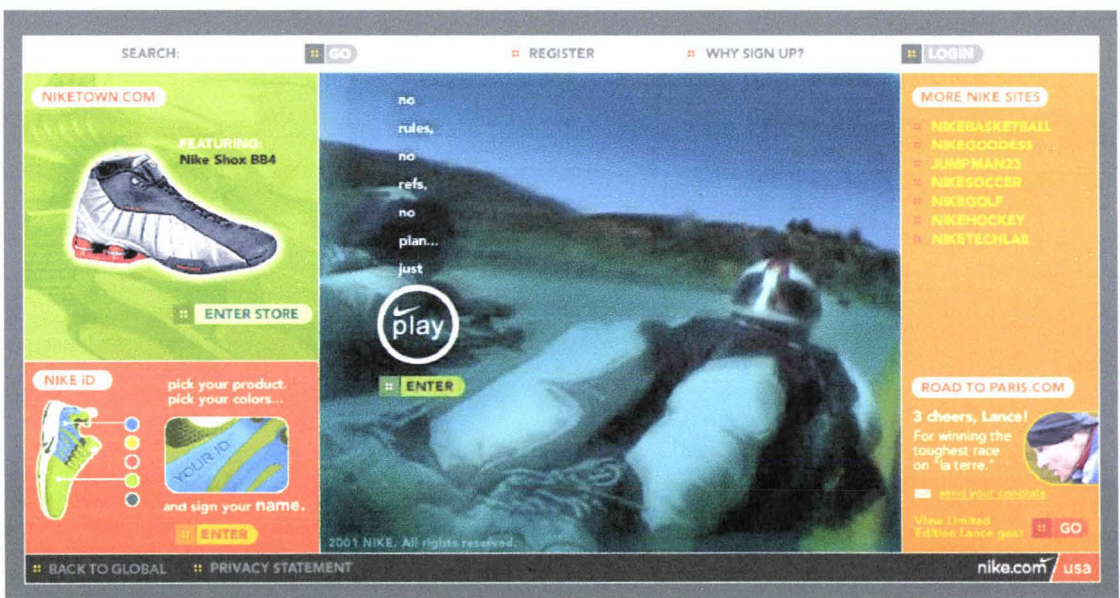 SEARCH:
GO
REGISTER
WHY SIGN UP?
LOGIN
NIKETOWN.COM
FEATURING:
Nike Shox BB4
ENTER STORE
NIKE iD
pick your product.
pick your colors...
YOUR ID
and sign your name.
ENTER
no
rules,
no
refs,
no
plan...
just
play
ENTER
2001 NIKE. All rights reserved.
MORE NIKE SITES
NIKEBASKETBALL
NIKEGODDESS
JUMPMAN23
NIKESOCCER
NIKEGOLF
NIKEHOCKEY
NIKETECHLAB
ROAD TO PARIS.COM
3 cheers, Lance!
For winning the
toughest race
on "la terre."
send your congrats
View Limited
Edition Lance gear
GO
BACK TO GLOBAL
PRIVACY STATEMENT
nike.com
usa